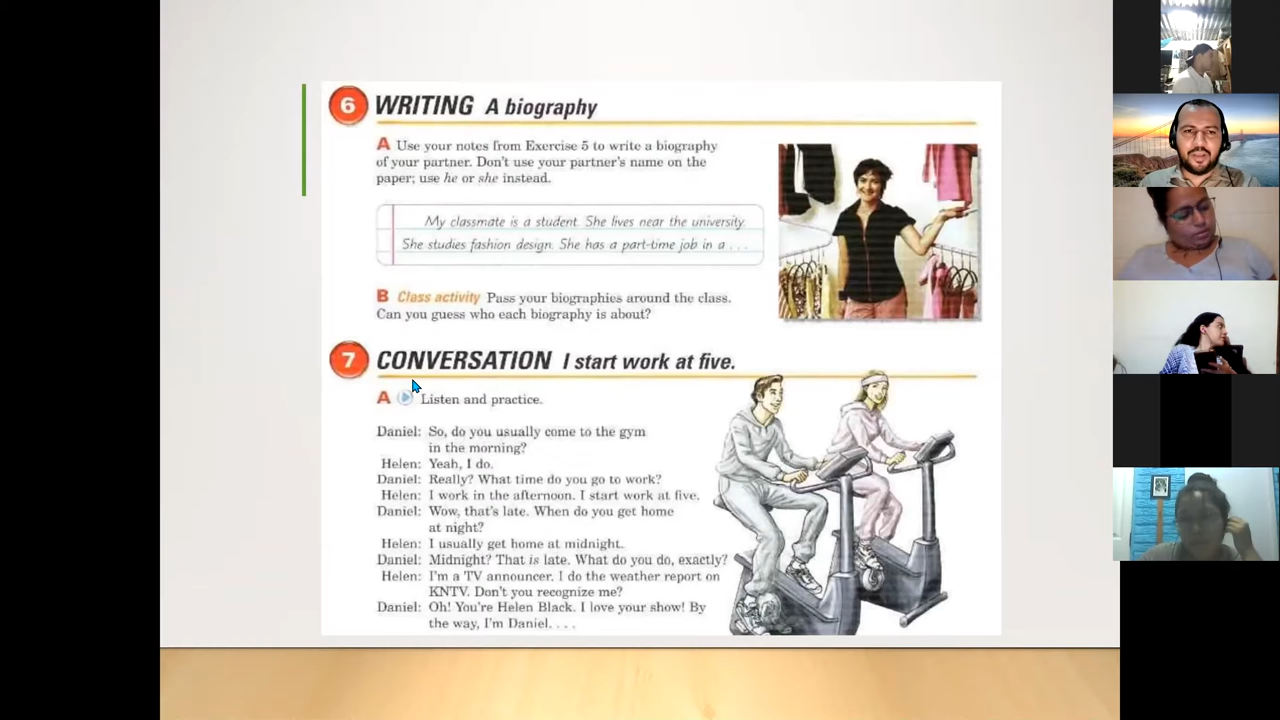 6 WRITING A biography
A Use your notes from Exercise 5 to write a biography
of your partner. Don't use your partner's name on the
paper; use he or she instead.
My classmate is a student. She lives near the university.
She studies fashion design. She has a part-time job in a . . .
B Class activity Pass your biographies around the class.
Can you guess who each biography is about?
7 CONVERSATION I start work at five.
A Listen and practice.
Daniel: So, do you usually come to the gym
in the morning?
Helen: Yeah, I do.
Daniel: Really? What time do you go to work?
Helen: I work in the afternoon. I start work at five.
Daniel: Wow, that's late. When do you get home
at night?
Helen: I usually get home at midnight.
Daniel: Midnight? That is late. What do you do, exactly?
Helen: I'm a TV announcer. I do the weather report on
KNTV. Don't you recognize me?
Daniel: Oh! You're Helen Black. I love your show! By
the way, I'm Daniel. . . .